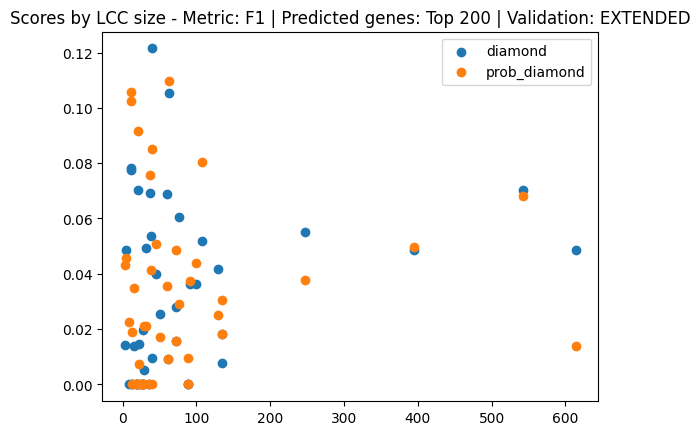 Scores by LCC size - Metric: F1 | Predicted genes: Top 200 | Validation: EXTENDED
diamond
prob_diamond
0.12
0.10
0.08
0.06
0.04
0.02
0.00
0 100 200 300 400 500 600